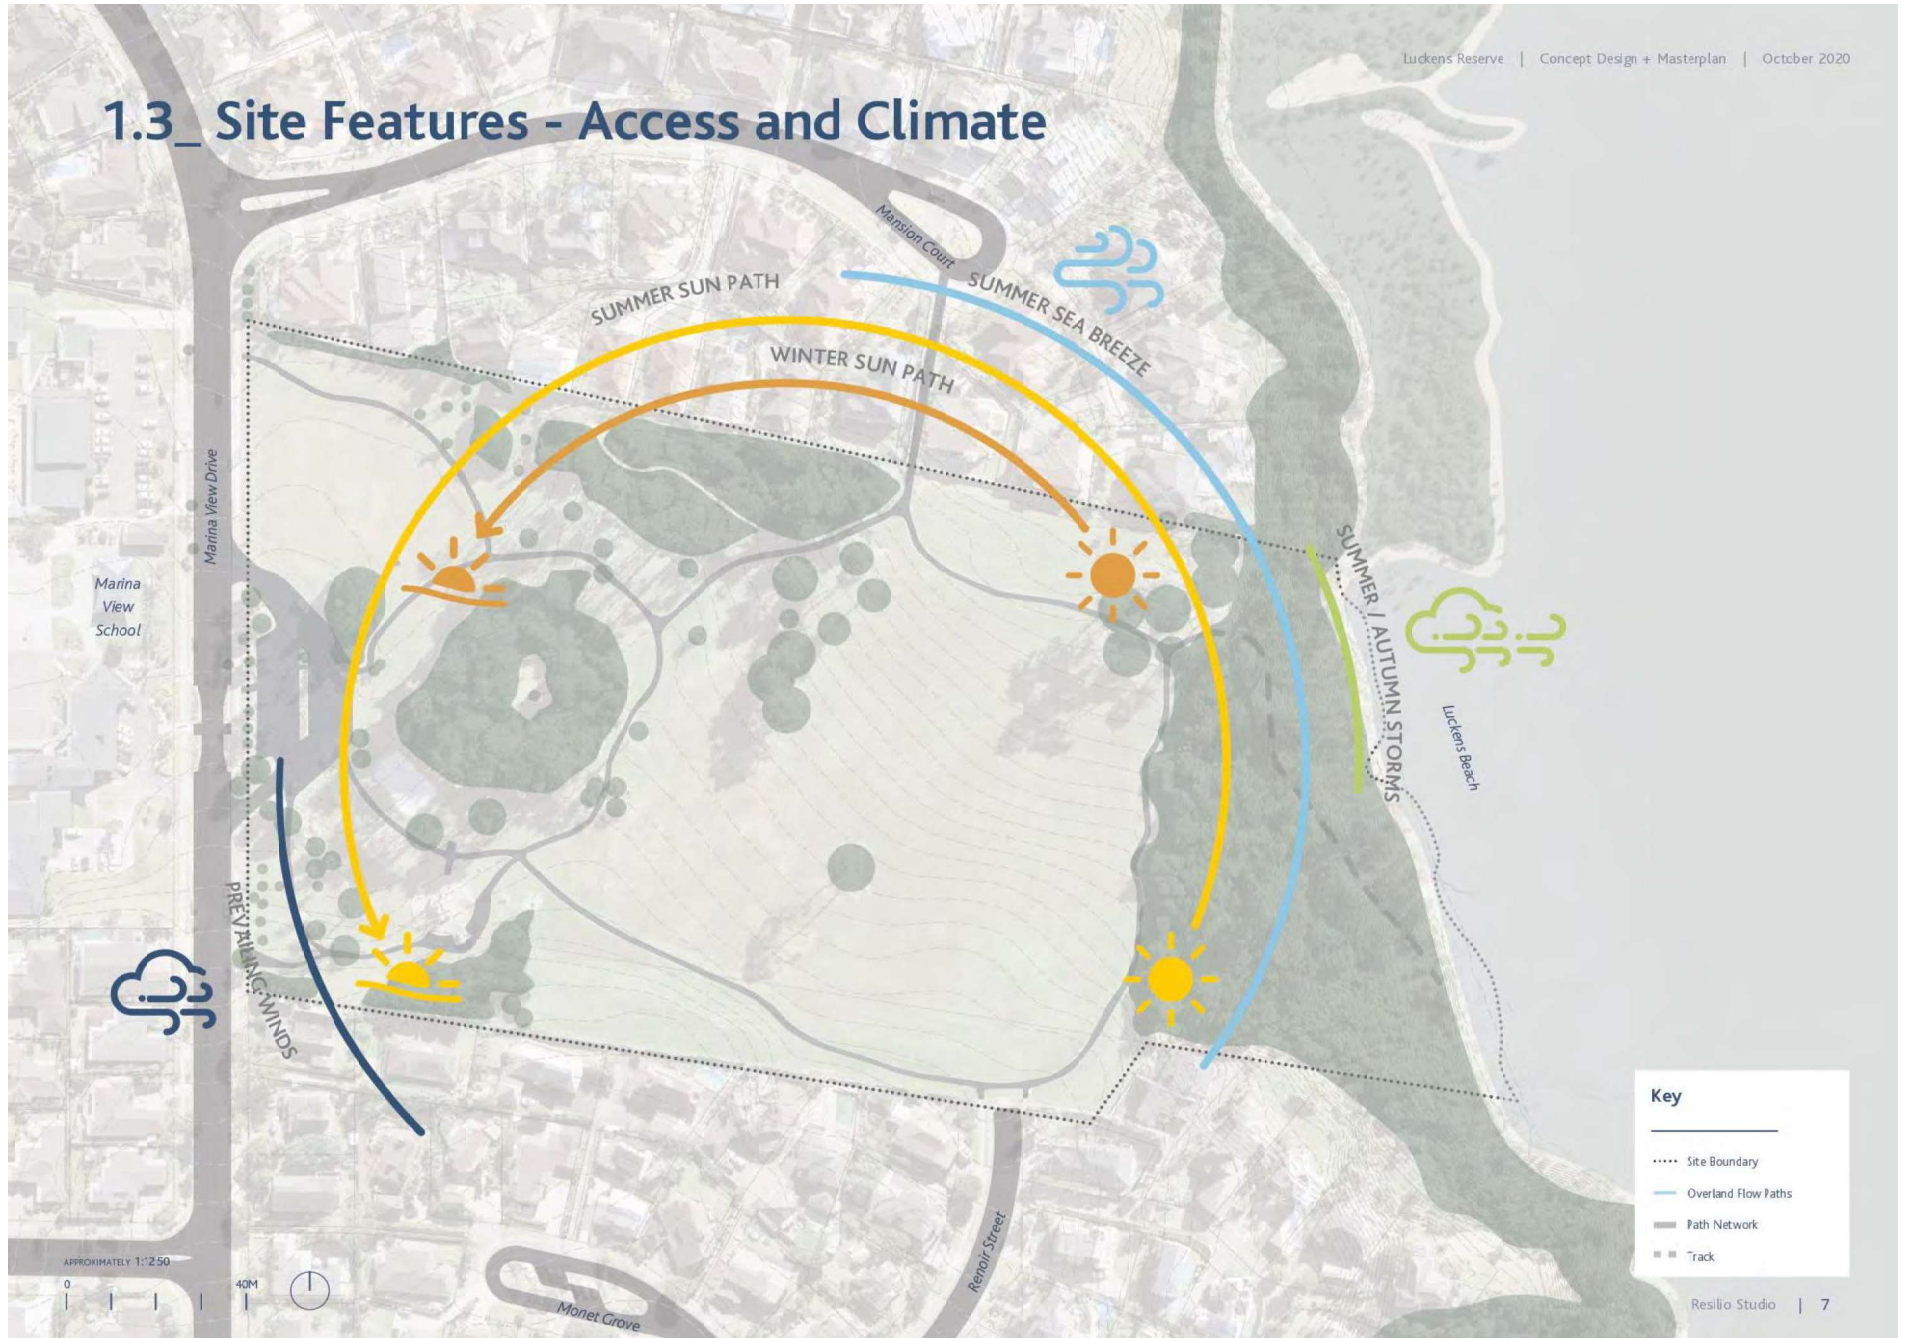 Luckens Reserve | Concept Design + Masterplan | October 2020
1.3_ Site Features - Access and Climate
Mansion Court
SUMMER SUN PATH
SUMMER SEA BREEZE
WINTER SUN PATH
Marina View Drive
Marina
View
School
SUMMER / AUTUMN STORMS
Luckens Beach
PREVAILING WINDS
Key
Site Boundary
Overland Flow Paths
Path Network
Track
Renoir Street
Monet Grove
APPROXIMATELY 1:1250
0
40M
Resilio Studio | 7